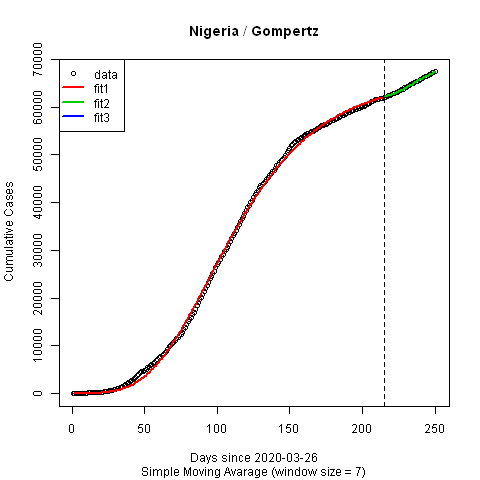 Nigeria / Gompertz
data
fit1
fit2
fit3
Cumulative Cases
0
10000
20000
30000
40000
50000
60000
70000
0 50 100 150 200 250
Days since 2020-03-26
Simple Moving Avarage (window size = 7)